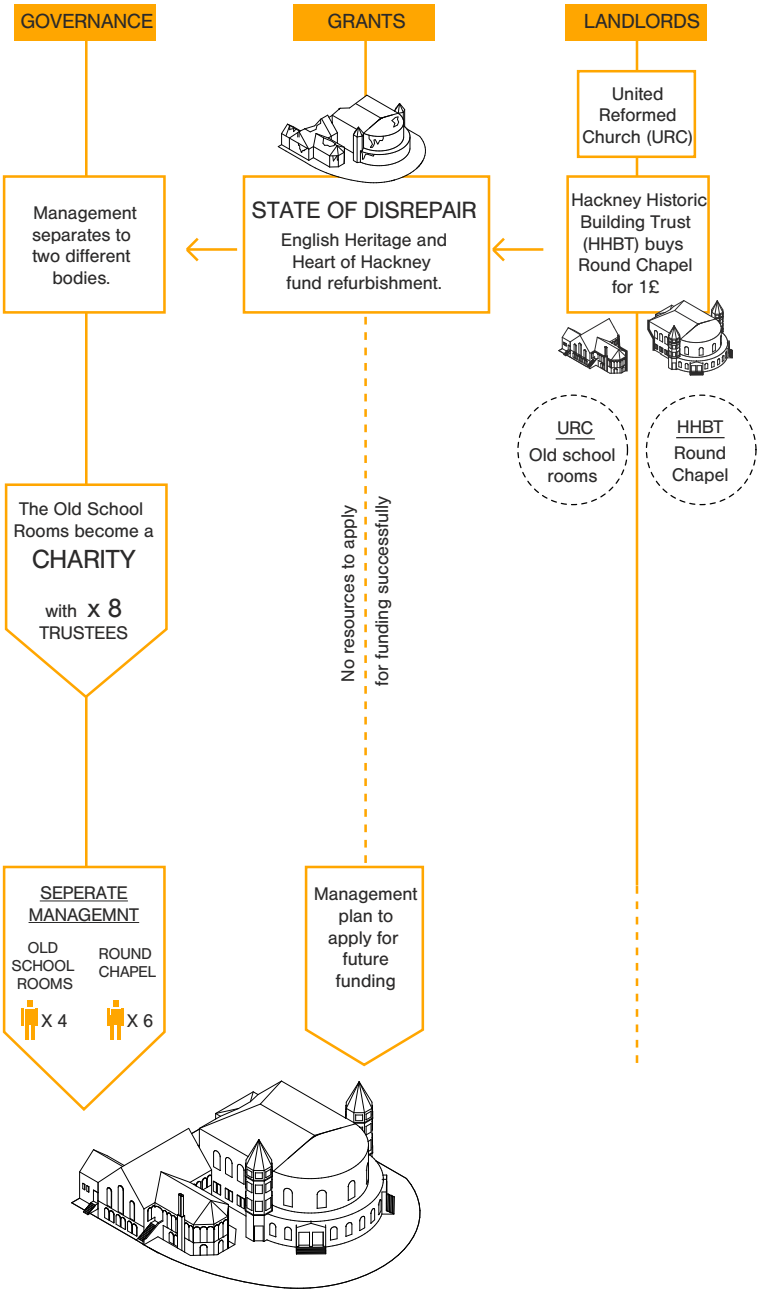 GOVERNANCE
GRANTS
LANDLORDS
United
Reformed
Church (URC)
Management
separates to
two different
bodies.
STATE OF DISREPAIR
English Heritage and
Heart of Hackney
fund refurbishment.
Hackney Historic
Building Trust
(HHBT) buys
Round Chapel
for 1£
URC
Old school
rooms
HHBT
Round
Chapel
The Old School
Rooms become a
CHARITY
with x 8
TRUSTEES
No resources to apply
for funding successfully
SEPERATE
MANAGEMNT
OLD
SCHOOL
ROOMS
X 4
ROUND
CHAPEL
X 6
Management
plan to
apply for
future
funding